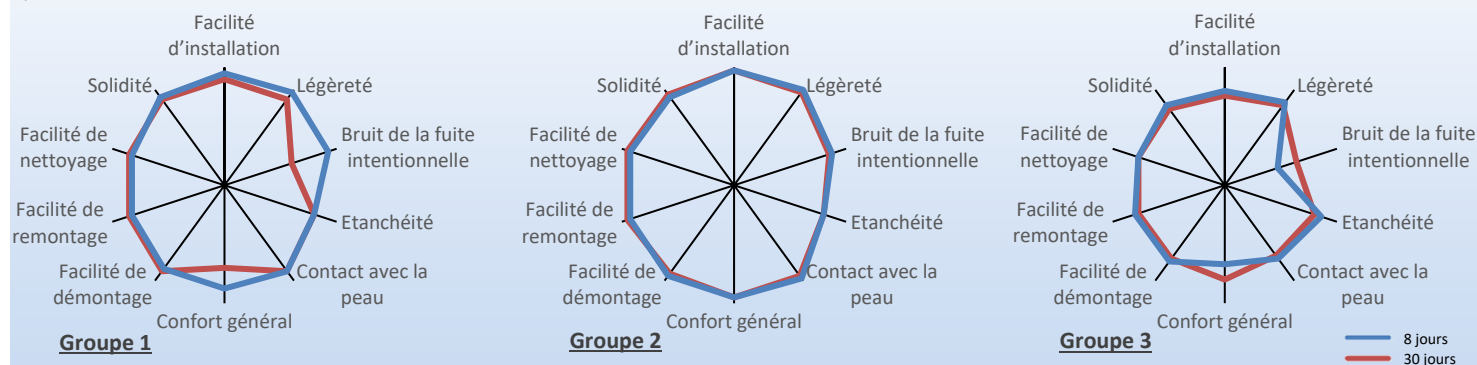 Facilité
d’installation
Légèreté
Bruit de la fuite
intentionnelle
Etanchéité
Contact avec la
peau
Confort général
Facilité de
démontage
Facilité de
remontage
Facilité de
nettoyage
Solidité
Groupe 1
Facilité
d’installation
Légèreté
Bruit de la fuite
intentionnelle
Etanchéité
Contact avec la
peau
Confort général
Facilité de
démontage
Facilité de
remontage
Facilité de
nettoyage
Solidité
Groupe 2
Facilité
d’installation
Légèreté
Bruit de la fuite
intentionnelle
Etanchéité
Contact avec la
peau
Confort général
Facilité de
démontage
Facilité de
remontage
Facilité de
nettoyage
Solidité
Groupe 3
8 jours
30 jours